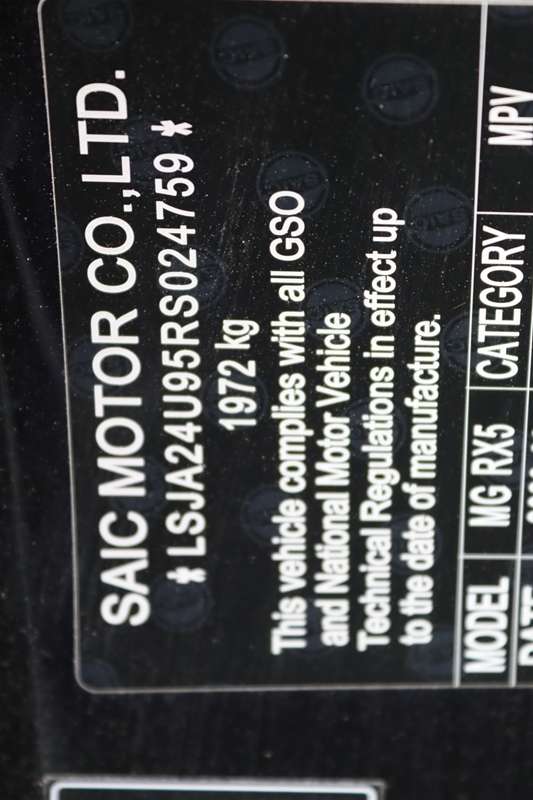 SAIC MOTOR CO.,LTD.
*LSJA24U95RS024759*
1972 kg
This vehicle complies with all GSO
and National Motor Vehicle
Technical Regulations in effect up
to the date of manufacture.
MODEL MG RX5 CATEGORY MPV